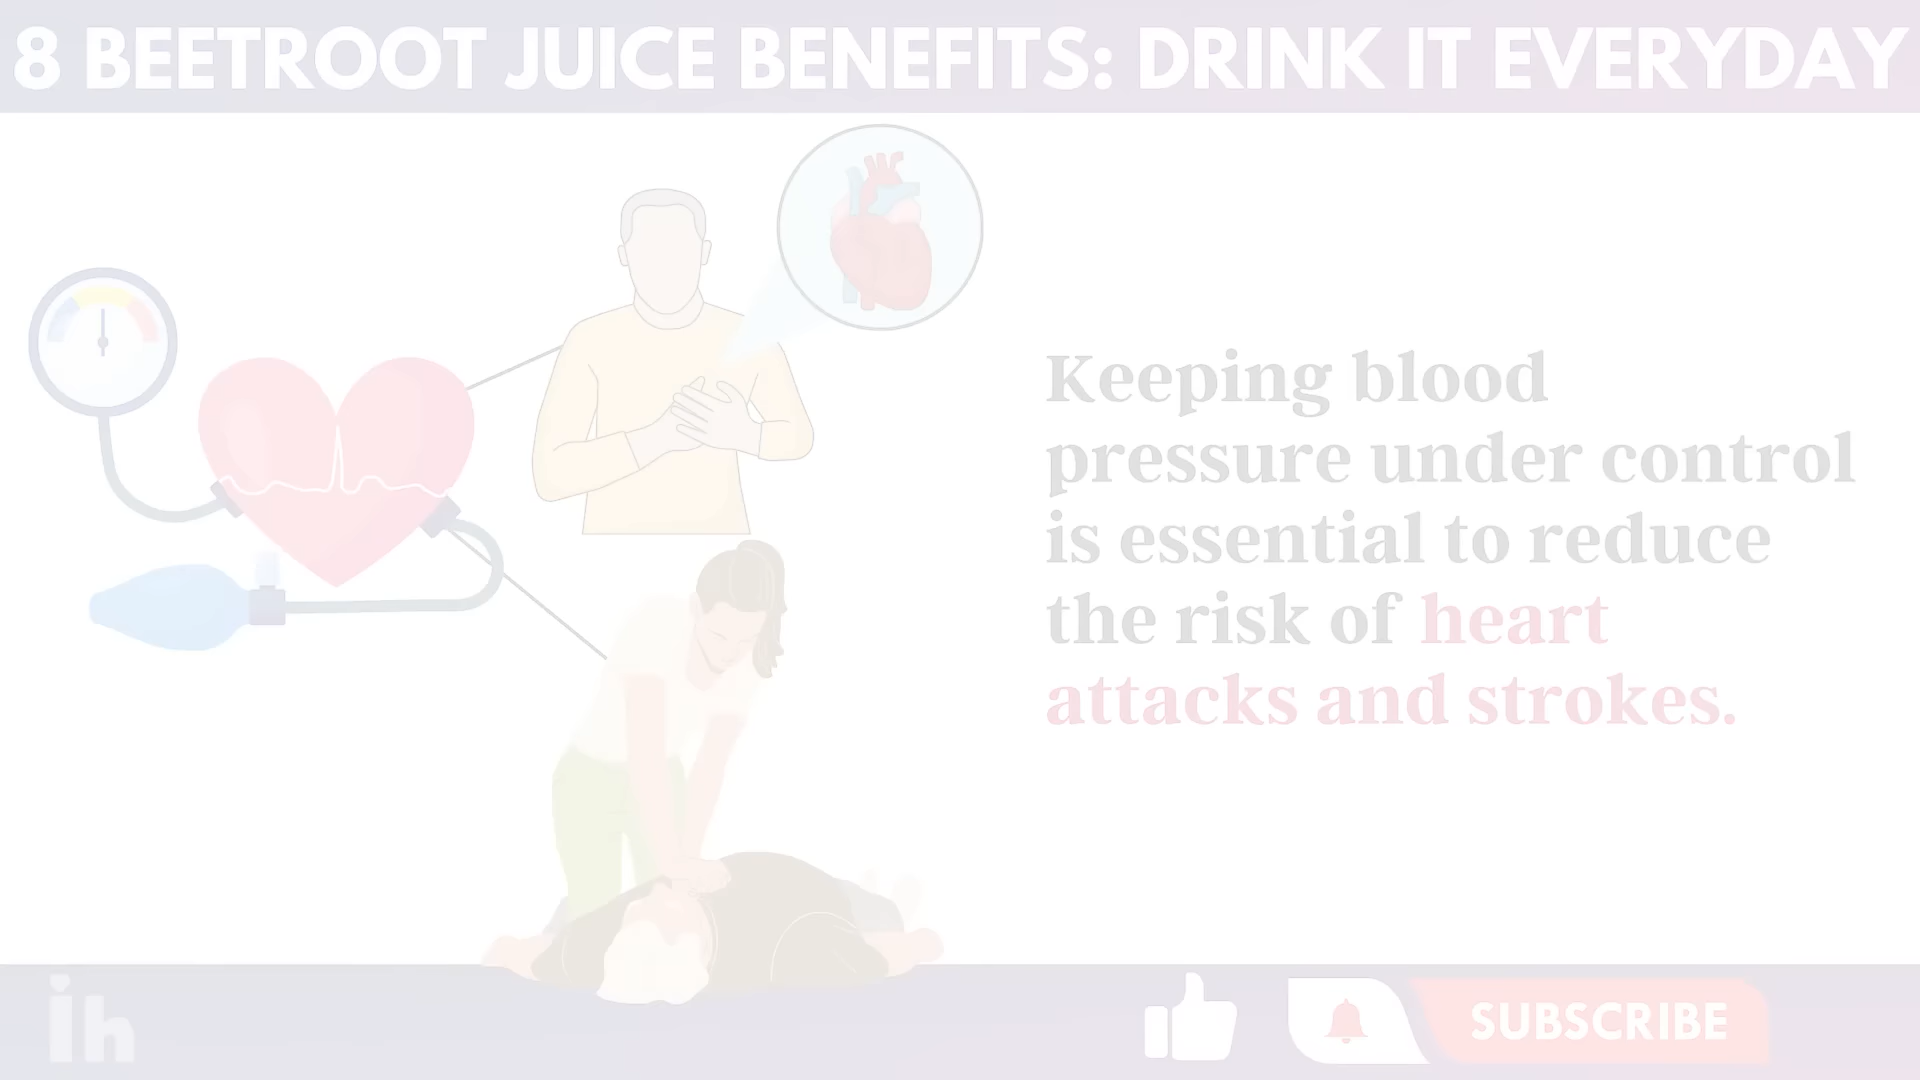 8 BEETROOT JUICE BENEFITS: DRINK IT EVERYDAY
Keeping blood
pressure under control
is essential to reduce
the risk of heart
attacks and strokes.
ih
SUBSCRIBE